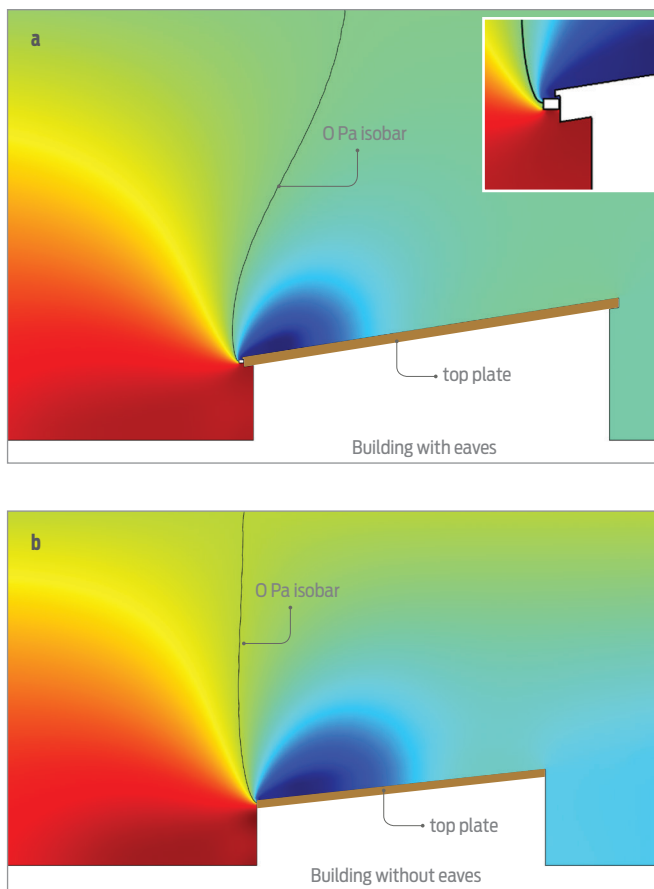 a
O Pa isobar
top plate
Building with eaves
b
O Pa isobar
top plate
Building without eaves